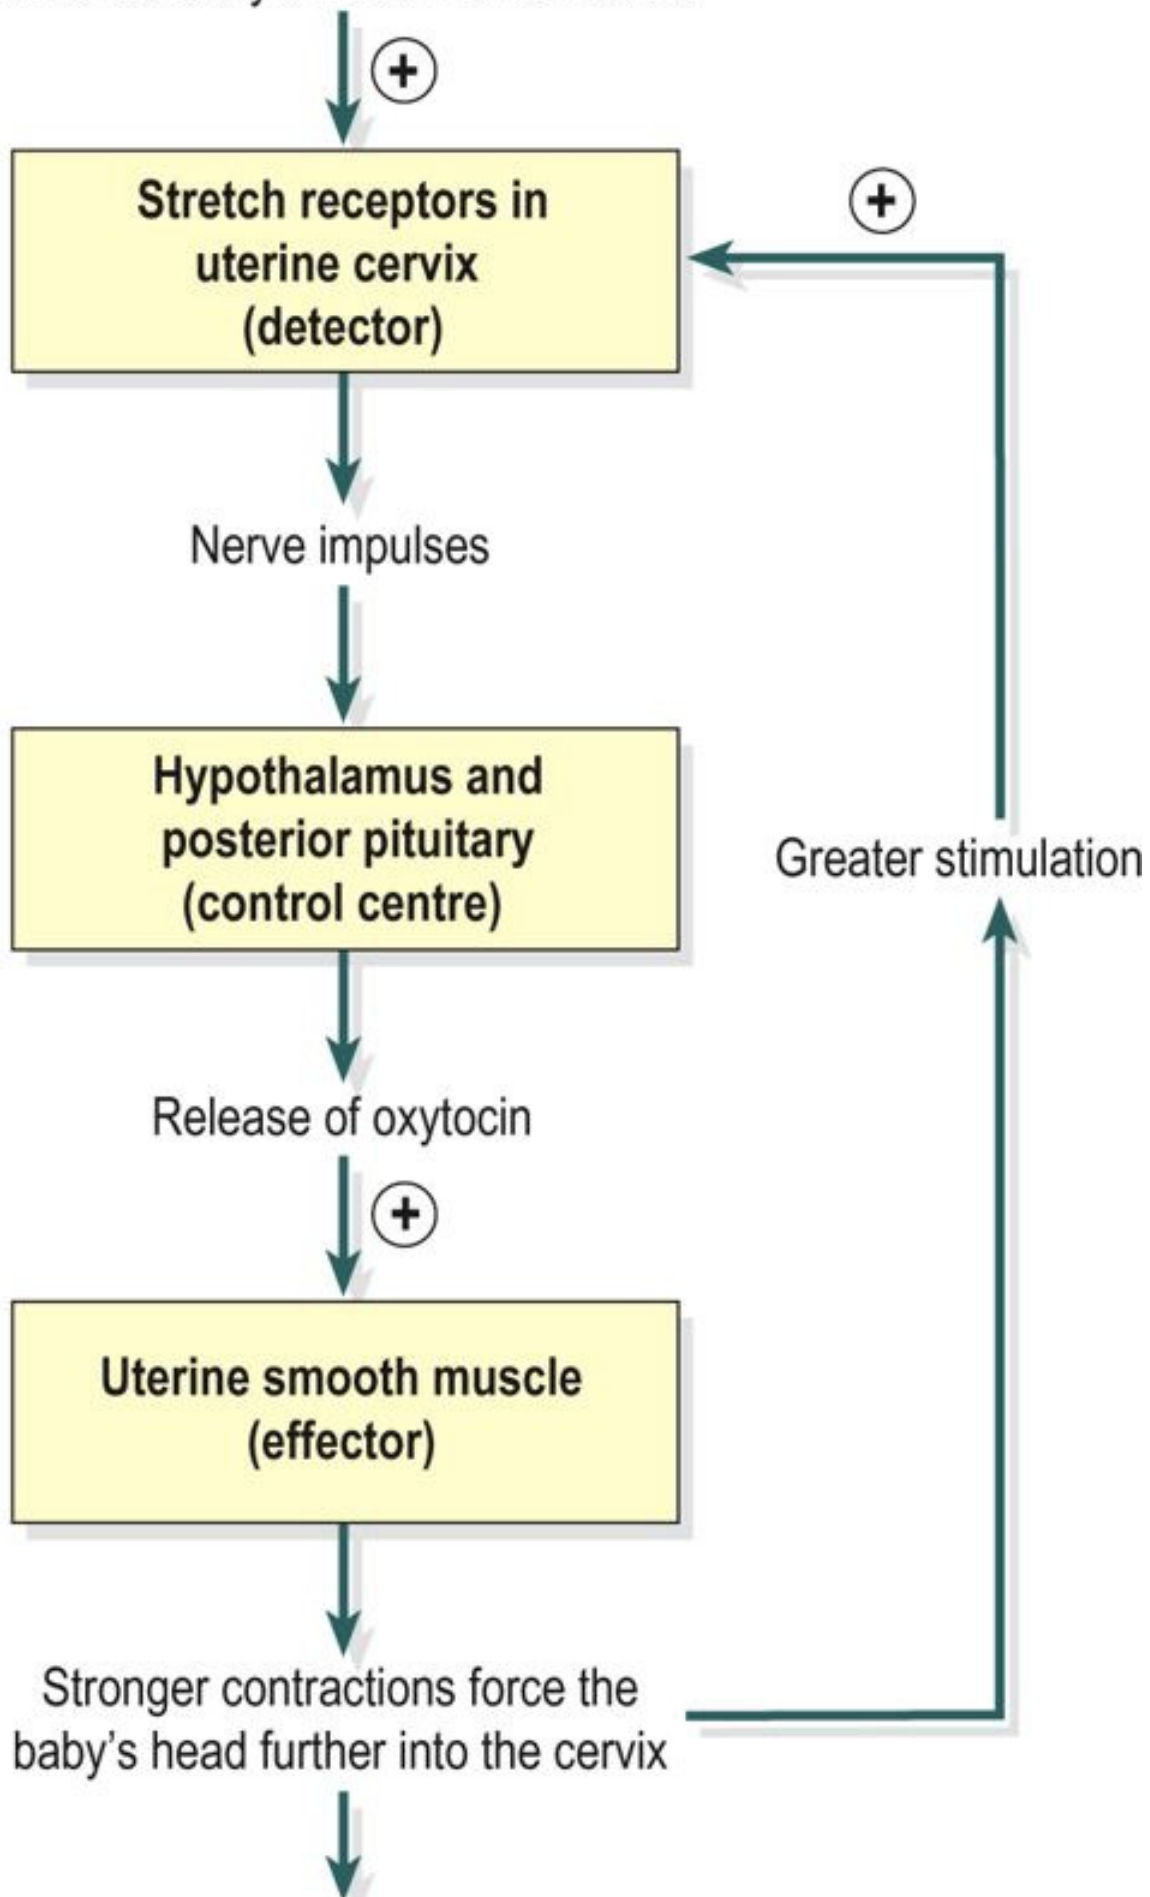 +
Stretch receptors in
uterine cervix
(detector)
+
Nerve impulses
Hypothalamus and
posterior pituitary
(control centre)
Greater stimulation
Release of oxytocin
+
Uterine smooth muscle
(effector)
Stronger contractions force the
baby’s head further into the cervix